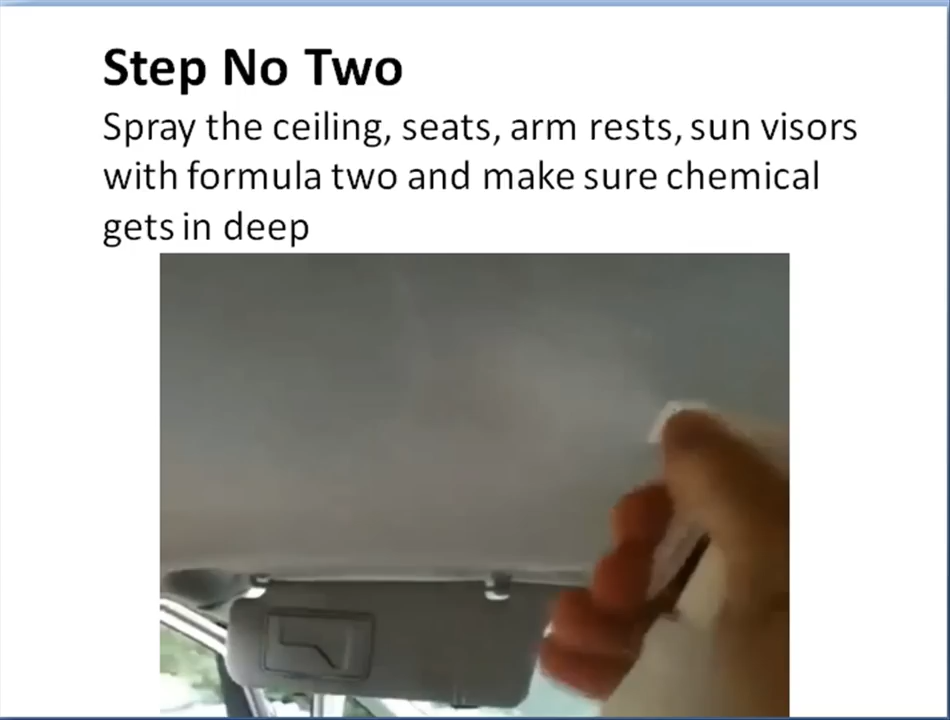 Step No Two
Spray the ceiling, seats, arm rests, sun visors
with formula two and make sure chemical
gets in deep